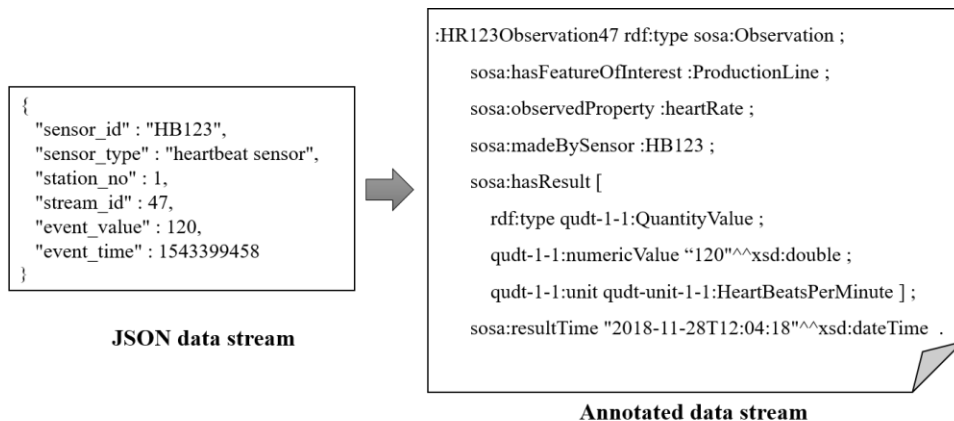 {
"sensor_id" : "HB123",
"sensor_type" : "heartbeat sensor",
"station_no" : 1,
"stream_id" : 47,
"event_value" : 120,
"event_time" : 1543399458
}
JSON data stream
:HR123Observation47 rdf:type sosa:Observation ;
sosa:hasFeatureOfInterest :ProductionLine ;
sosa:observedProperty :heartRate ;
sosa:madeBySensor :HB123 ;
sosa:hasResult [
rdf:type qudt-1-1:QuantityValue ;
qudt-1-1:numericValue “120"^^xsd:double ;
qudt-1-1:unit qudt-unit-1-1:HeartBeatsPerMinute ] ;
sosa:resultTime "2018-11-28T12:04:18"^^xsd:dateTime .
Annotated data stream